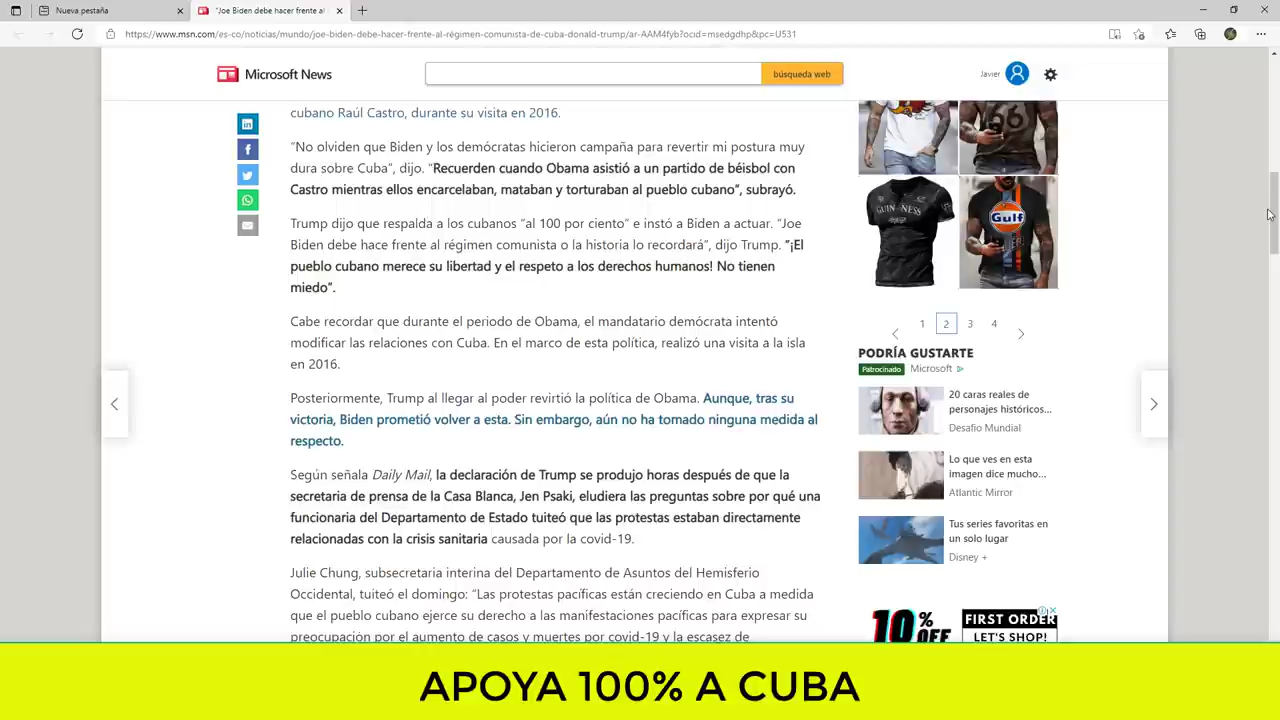 Nueva pestaña
"Joe Biden debe hacer frente al
https://www.msn.com/es-co/noticias/mundo/joe-biden-debe-hacer-frente-al-régimen-comunista-de-cuba-donald-trump/ar-AAM4fyb?ocid=msedgdhp&pc=U531
Microsoft News
búsqueda web
Javier
cubano Raúl Castro, durante su visita en 2016.
“No olviden que Biden y los demócratas hicieron campaña para revertir mi postura muy
dura sobre Cuba”, dijo. “Recuerden cuando Obama asistió a un partido de béisbol con
Castro mientras ellos encarcelaban, mataban y torturaban al pueblo cubano”, subrayó.
Trump dijo que respalda a los cubanos “al 100 por ciento” e instó a Biden a actuar. “Joe
Biden debe hace frente al régimen comunista o la historia lo recordará”, dijo Trump. “¡El
pueblo cubano merece su libertad y el respeto a los derechos humanos! No tienen
miedo”.
Cabe recordar que durante el periodo de Obama, el mandatario demócrata intentó
modificar las relaciones con Cuba. En el marco de esta política, realizó una visita a la isla
en 2016.
Posteriormente, Trump al llegar al poder revirtió la política de Obama. Aunque, tras su
victoria, Biden prometió volver a esta. Sin embargo, aún no ha tomado ninguna medida al
respecto.
Según señala Daily Mail, la declaración de Trump se produjo horas después de que la
secretaria de prensa de la Casa Blanca, Jen Psaki, eludiera las preguntas sobre por qué una
funcionaria del Departamento de Estado tuiteó que las protestas estaban directamente
relacionadas con la crisis sanitaria causada por la covid-19.
Julie Chung, subsecretaria interina del Departamento de Asuntos del Hemisferio
Occidental, tuiteó el domingo: “Las protestas pacíficas están creciendo en Cuba a medida
que el pueblo cubano ejerce su derecho a las manifestaciones pacíficas para expresar su
preocupación por el aumento de casos y muertes por covid-19 y la escasez de
GUINNESS
Gulf
1 2 3 4
PODRÍA GUSTARTE
Patrocinado Microsoft
20 caras reales de
personajes históricos...
Desafío Mundial
Lo que ves en esta
imagen dice mucho...
Atlantic Mirror
Tus series favoritas en
un solo lugar
Disney +
10% OFF
FIRST ORDER
LET'S SHOP!
APOYA 100% A CUBA